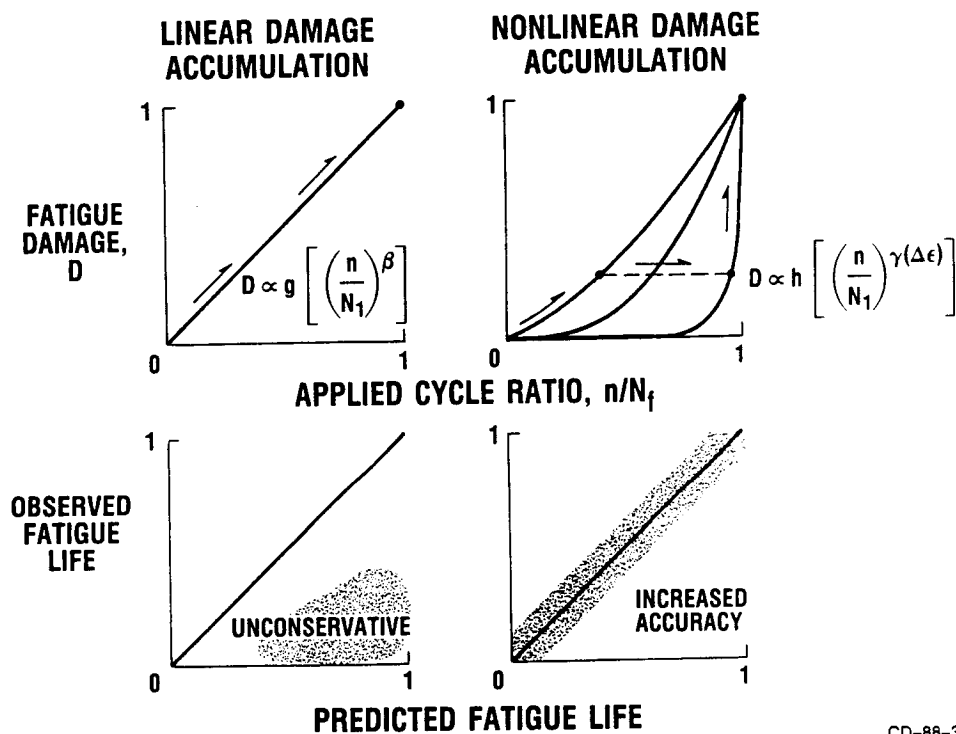 LINEAR DAMAGE
ACCUMULATION
NONLINEAR DAMAGE
ACCUMULATION
1
FATIGUE
DAMAGE,
D
D ∝ g [(n/N₁)^β]
0
1
1
D ∝ h [(n/N₁)^γ(Δϵ)]
0
1
APPLIED CYCLE RATIO, n/N_f
1
OBSERVED
FATIGUE
LIFE
UNCONSERVATIVE
0
1
1
INCREASED
ACCURACY
0
1
PREDICTED FATIGUE LIFE